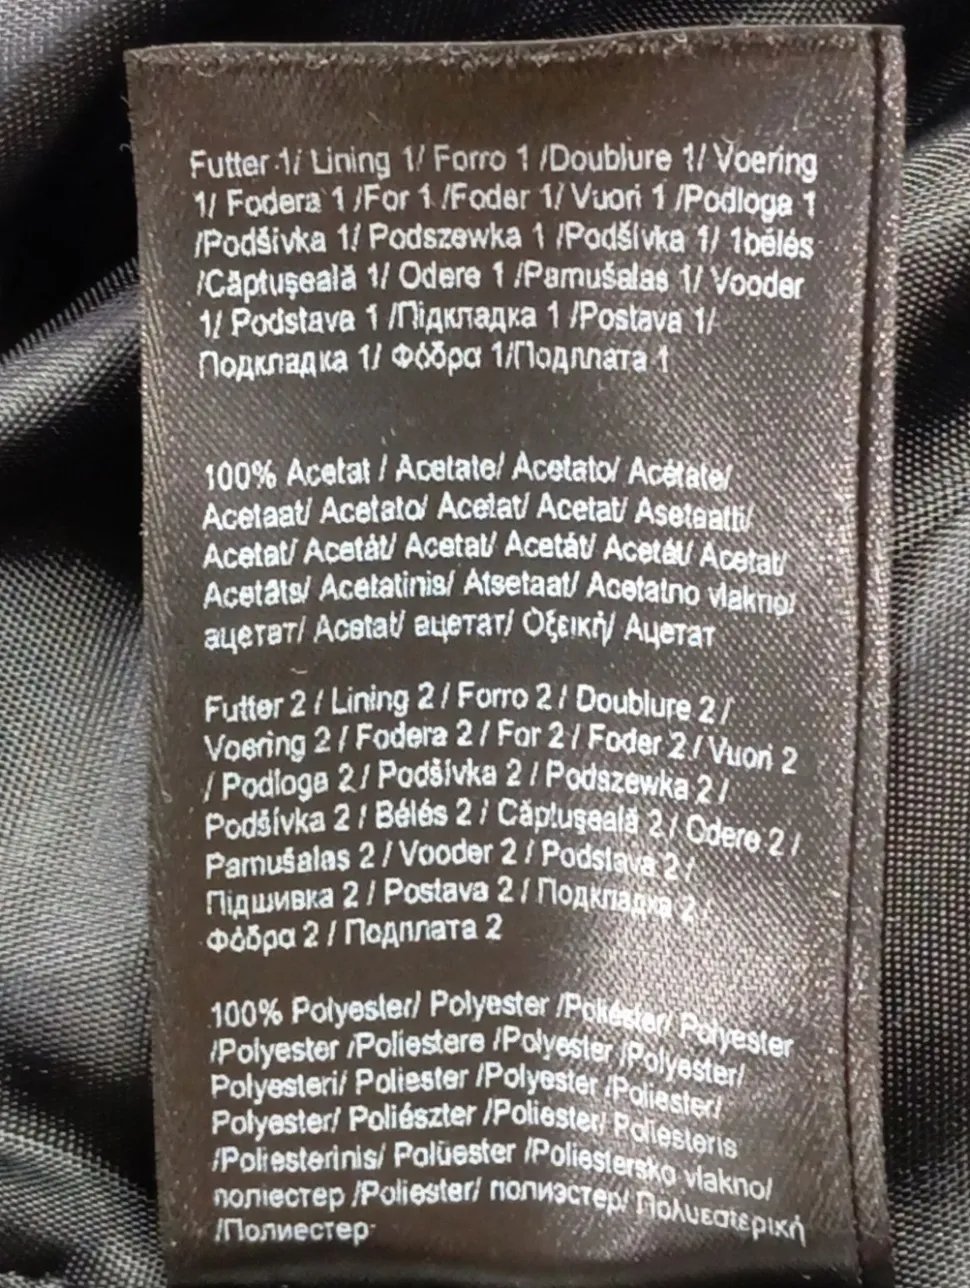 Futter 1/ Lining 1/ Forro 1 /Doublure 1/ Voering
1/ Fodera 1 /For 1 /Foder 1/ Vuori 1 /Podloga 1
/Podšívka 1/ Podszewka 1 /Podšívka 1/ 1bélés
/Căptuşeală 1/ Odere 1 /Pamušalas 1/ Vooder
1/ Podstava 1 /Підкладка 1 /Postava 1/
Подкладка 1/ Φόδρα 1/Подплата 1
100% Acetat / Acetate/ Acetato/ Acétate/
Acetaat/ Acetato/ Acetat/ Acetat/ Asetaatti/
Acetat/ Acetát/ Acetat/ Acetát/ Acetát/ Acetat/
Acetāts/ Acetatinis/ Atsetaat/ Acetatno vlakno/
ацетат/ Acetat/ ацетат/ Οξεική/ Ацетат
Futter 2 / Lining 2 / Forro 2 / Doublure 2 /
Voering 2 / Fodera 2 / For 2 / Foder 2 / Vuori 2
/ Podloga 2 / Podšívka 2 / Podszewka 2 /
Podšívka 2 / Bélés 2 / Căptuşeală 2 / Odere 2 /
Pamušalas 2 / Vooder 2 / Podstava 2 /
Підшивка 2 / Postava 2 / Подкладка 2 /
Φόδρα 2 / Подплата 2
100% Polyester/ Polyester /Poliéster/ Polyester
/Polyester /Poliestere /Polyester /Polyester/
Polyesteri/ Poliester /Polyester /Poliester/
Polyester/ Poliészter /Poliester/ Poliesteris
/Poliesterinis/ Polüester /Poliestersko vlakno/
поліестер /Poliester/ полиэстер/ Πολυεστερική
/Полиестер